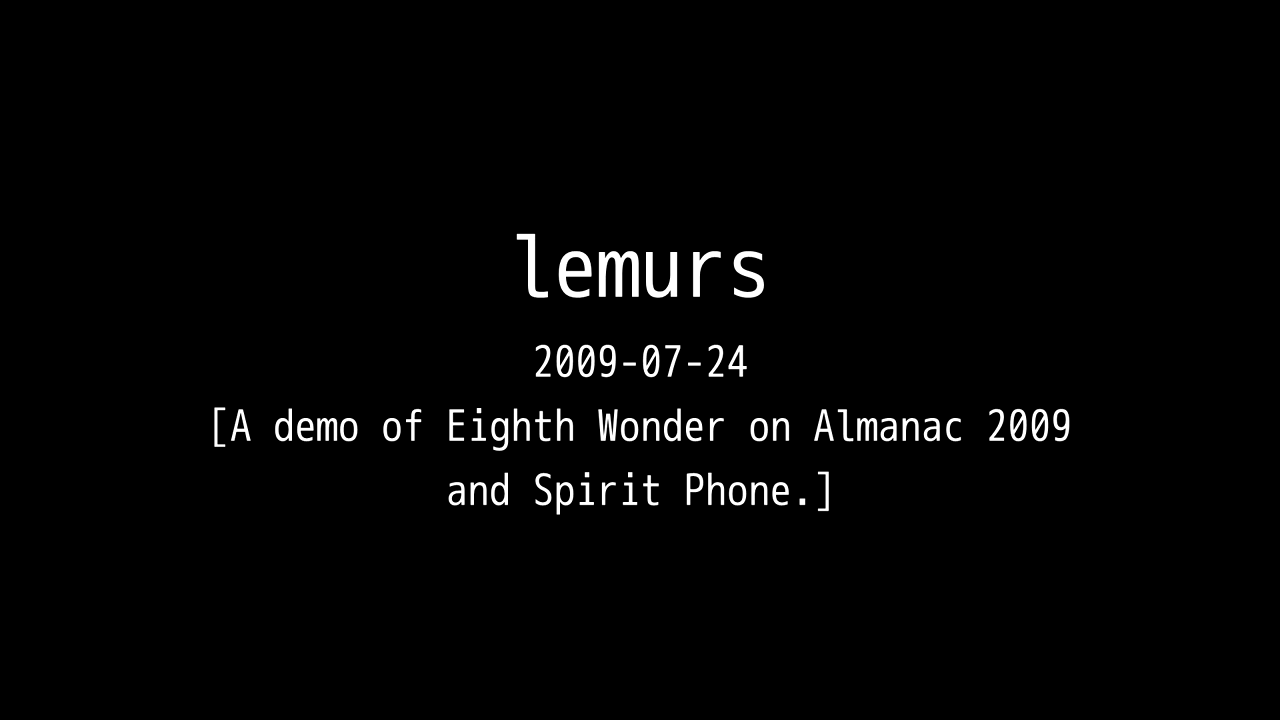 lemurs
2009-07-24
[A demo of Eighth Wonder on Almanac 2009
and Spirit Phone.]